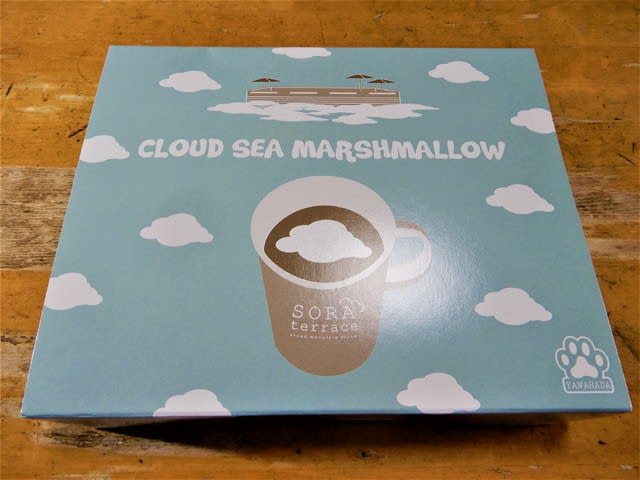 CLOUD SEA MARSHMALLOW
SORA
terrace
YAWAHADA